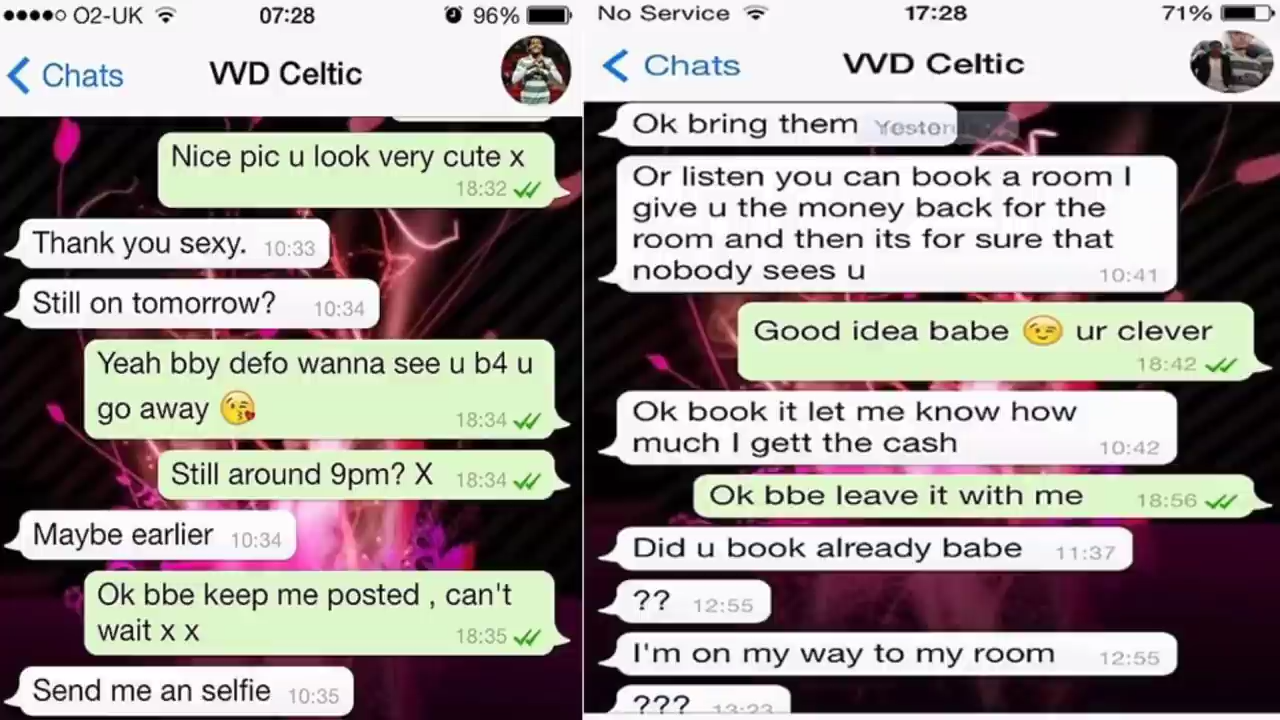 O2-UK 07:28 96%
Chats VVD Celtic
Nice pic u look very cute x
18:32
Thank you sexy. 10:33
Still on tomorrow? 10:34
Yeah bby defo wanna see u b4 u
go away 😘 18:34
Still around 9pm? X 18:34
Maybe earlier 10:34
Ok bbe keep me posted , can't
wait x x 18:35
Send me an selfie 10:35
No Service 17:28 71%
Chats VVD Celtic
Ok bring them
Or listen you can book a room I
give u the money back for the
room and then its for sure that
nobody sees u 10:41
Good idea babe 😉 ur clever
18:42
Ok book it let me know how
much I gett the cash 10:42
Ok bbe leave it with me 18:56
Did u book already babe 11:37
?? 12:55
I'm on my way to my room 12:55
??? 13:23